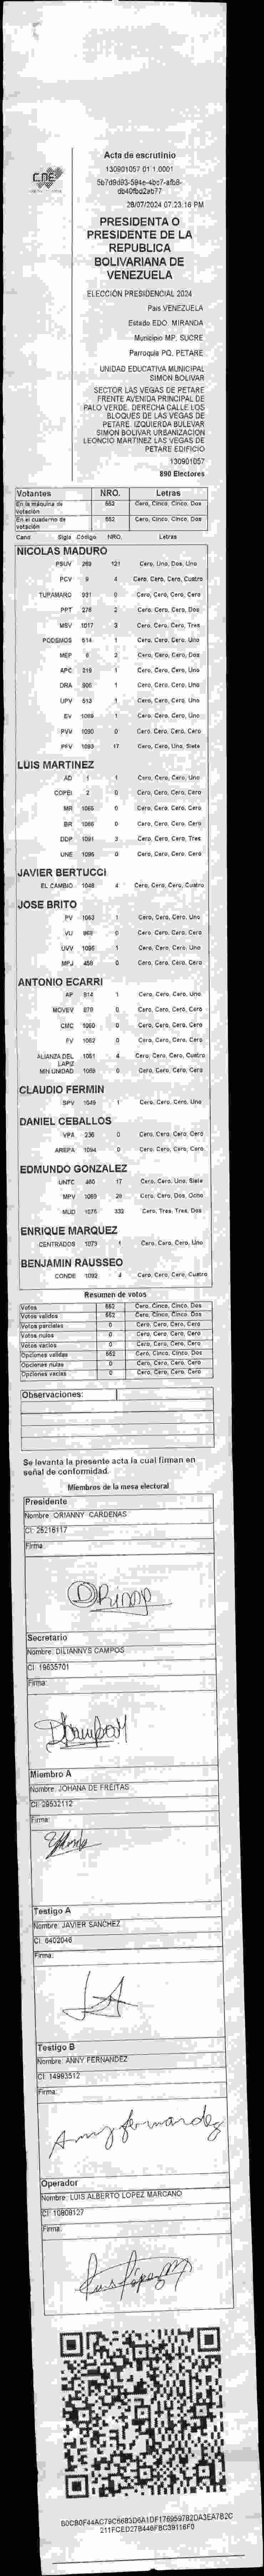 CNE
Acta de escrutinio
130901057 01 1.0001
28/07/2024 07:23:16 PM
PRESIDENTA O
PRESIDENTE DE LA
REPUBLICA
BOLIVARIANA DE
VENEZUELA
ELECCIÓN PRESIDENCIAL 2024
País VENEZUELA
Estado EDO. MIRANDA
Municipio MP. SUCRE
Parroquia PQ. PETARE
UNIDAD EDUCATIVA MUNICIPAL
SIMON BOLIVAR
SECTOR LAS VEGAS DE PETARE
FRENTE AVENIDA PRINCIPAL DE
PALO VERDE. DERECHA CALLE LOS
BLOQUES DE LAS VEGAS DE
PETARE. IZQUIERDA BULEVAR
SIMON BOLIVAR URBANIZACION
LEONCIO MARTINEZ LAS VEGAS DE
PETARE EDIFICIO
130901057
890 Electores
Votantes NRO. Letras
En la máquina de votación 552 Cero, Cinco, Cinco, Dos
En el cuaderno de votación 552 Cero, Cinco, Cinco, Dos
Cand Sigla Código NRO. Letras
NICOLAS MADURO
PSUV 121 Cero, Uno, Dos, Uno
PCV 9 4 Cero, Cero, Cero, Cuatro
TUPAMARO 931 0 Cero, Cero, Cero, Cero
PPT 276 2 Cero, Cero, Cero, Dos
MSV 1017 3 Cero, Cero, Cero, Tres
PODEMOS 514 1 Cero, Cero, Cero, Uno
MEP 6 2 Cero, Cero, Cero, Dos
APC 219 1 Cero, Cero, Cero, Uno
ORA 906 1 Cero, Cero, Cero, Uno
UPV 513 1 Cero, Cero, Cero, Uno
EV 1089 1 Cero, Cero, Cero, Uno
PVV 1090 0 Cero, Cero, Cero, Cero
PFV 1093 17 Cero, Cero, Uno, Siete
LUIS MARTINEZ
AD 1 1 Cero, Cero, Cero, Uno
COPEI 2 0 Cero, Cero, Cero, Cero
MR 1065 0 Cero, Cero, Cero, Cero
BR 1066 0 Cero, Cero, Cero, Cero
DDP 1091 3 Cero, Cero, Cero, Tres
UNE 1096 0 Cero, Cero, Cero, Cero
JAVIER BERTUCCI
EL CAMBIO 1048 4 Cero, Cero, Cero, Cuatro
JOSE BRITO
PV 1063 1 Cero, Cero, Cero, Uno
VU 968 0 Cero, Cero, Cero, Cero
UVV 1095 1 Cero, Cero, Cero, Uno
MPJ 450 0 Cero, Cero, Cero, Cero
ANTONIO ECARRI
AP 914 1 Cero, Cero, Cero, Uno
MOVEV 879 0 Cero, Cero, Cero, Cero
CMC 1060 0 Cero, Cero, Cero, Cero
FV 1062 0 Cero, Cero, Cero, Cero
ALIANZA DEL LAPIZ 1051 4 Cero, Cero, Cero, Cuatro
MIN UNIDAD 1069 0 Cero, Cero, Cero, Cero
CLAUDIO FERMIN
SPV 1049 1 Cero, Cero, Cero, Uno
DANIEL CEBALLOS
VPA 236 0 Cero, Cero, Cero, Cero
AREPA 1094 0 Cero, Cero, Cero, Cero
EDMUNDO GONZALEZ
UNTC 460 17 Cero, Cero, Uno, Siete
MPV 1059 28 Cero, Cero, Dos, Ocho
MUD 1075 332 Cero, Tres, Tres, Dos
ENRIQUE MARQUEZ
CENTRADOS 1073 1 Cero, Cero, Cero, Uno
BENJAMIN RAUSSEO
CONDE 1092 4 Cero, Cero, Cero, Cuatro
Resumen de votos
Votos 552 Cero, Cinco, Cinco, Dos
Votos validos 552 Cero, Cinco, Cinco, Dos
Votos parciales 0 Cero, Cero, Cero, Cero
Votos nulos 0 Cero, Cero, Cero, Cero
Votos vacios 0 Cero, Cero, Cero, Cero
Opciones validas 552 Cero, Cinco, Cinco, Dos
Opciones nulas 0 Cero, Cero, Cero, Cero
Opciones vacias 0 Cero, Cero, Cero, Cero
Observaciones:
Se levanta la presente acta la cual firman en
señal de conformidad.
Miembros de la mesa electoral
Presidente
Nombre: ORIANNY CARDENAS
CI: 26216117
Firma:
Secretario
Nombre: DILIANNYS CAMPOS
CI: 19635701
Firma:
Miembro A
Nombre: JOHANA DE FREITAS
CI: 29532112
Firma:
Testigo A
Nombre: JAVIER SANCHEZ
CI: 6402046
Firma:
Testigo B
Nombre: ANNY FERNANDEZ
CI: 14993512
Firma:
Anny fernandez
Operador
Nombre: LUIS ALBERTO LOPEZ MARCANO
CI: 10808127
Firma:
Luis López M